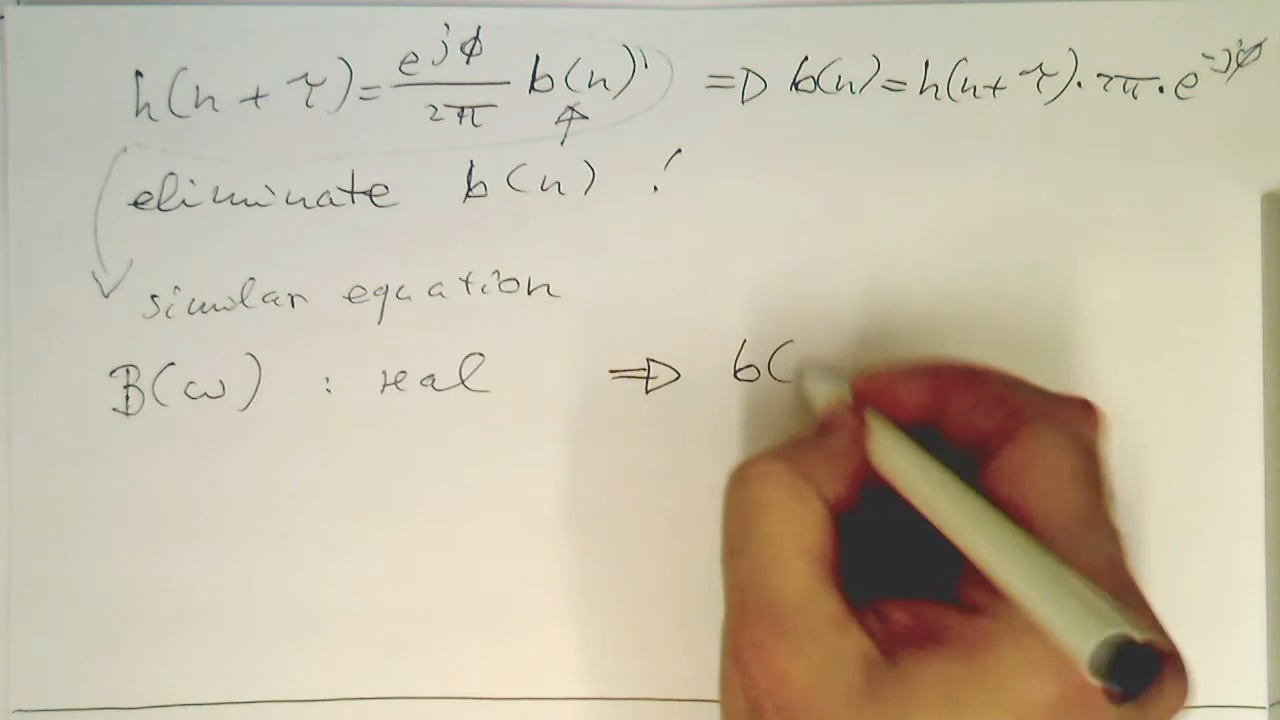 h(n + τ) = e^{jϕ}/2π b(n) ⇒ b(n) = h(n + τ) · 2π · e^{-jϕ}
eliminate b(n) !
similar equation
B(ω) : real ⇒ b(